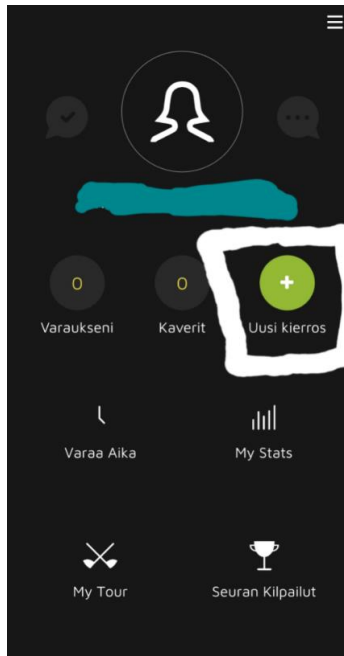 0
0
+
Varaukseni
Kaverit
Uusi kierros
Varaa Aika
My Stats
My Tour
Seuran Kilpailut